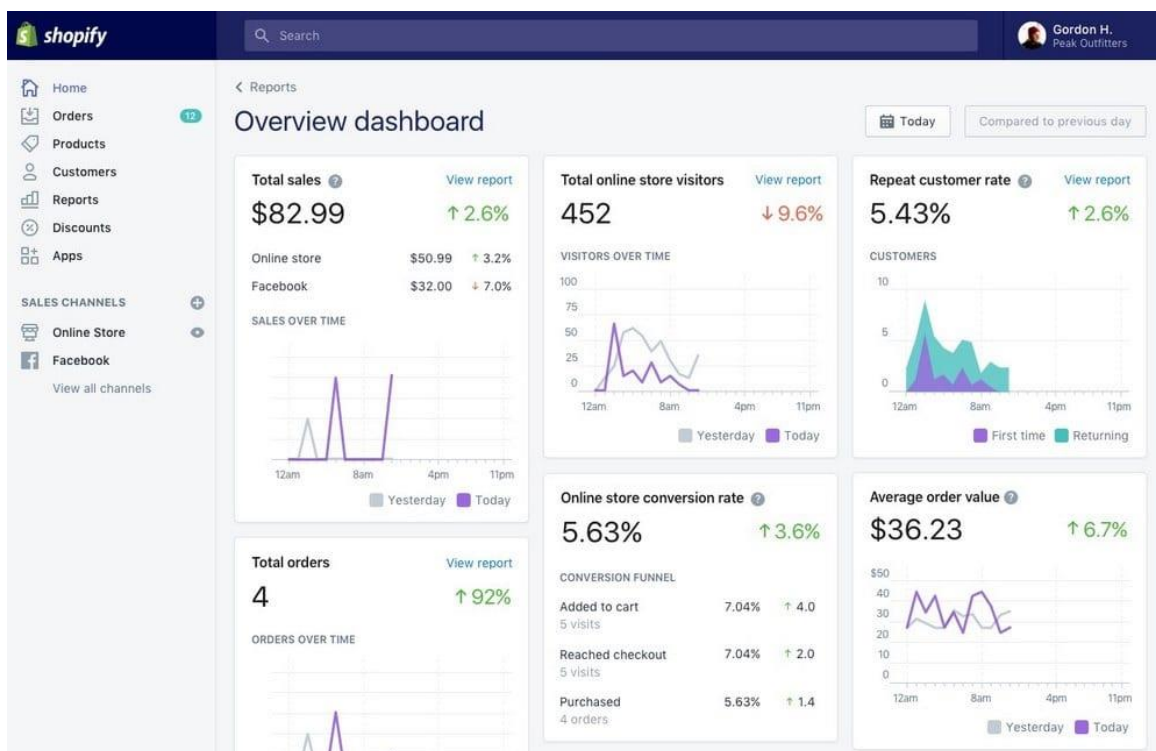 shopify
Search
Gordon H.
Peak Outfitters
Home
Orders 12
Products
Customers
Reports
Discounts
Apps
SALES CHANNELS
Online Store
Facebook
View all channels
Reports
Overview dashboard
Today
Compared to previous day
Total sales View report
$82.99 ↑ 2.6%
Online store $50.99 ↑ 3.2%
Facebook $32.00 ↓ 7.0%
SALES OVER TIME
12am 8am 4pm 11pm
Yesterday Today
Total orders View report
4 ↑ 92%
ORDERS OVER TIME
Total online store visitors View report
452 ↓ 9.6%
VISITORS OVER TIME
100
75
50
25
0
12am 8am 4pm 11pm
Yesterday Today
Online store conversion rate
5.63% ↑ 3.6%
CONVERSION FUNNEL
Added to cart 7.04% ↑ 4.0
5 visits
Reached checkout 7.04% ↑ 2.0
5 visits
Purchased 5.63% ↑ 1.4
4 orders
Repeat customer rate View report
5.43% ↑ 2.6%
CUSTOMERS
10
5
0
12am 8am 4pm 11pm
First time Returning
Average order value
$36.23 ↑ 6.7%
$50
40
30
20
10
0
12am 8am 4pm 11pm
Yesterday Today